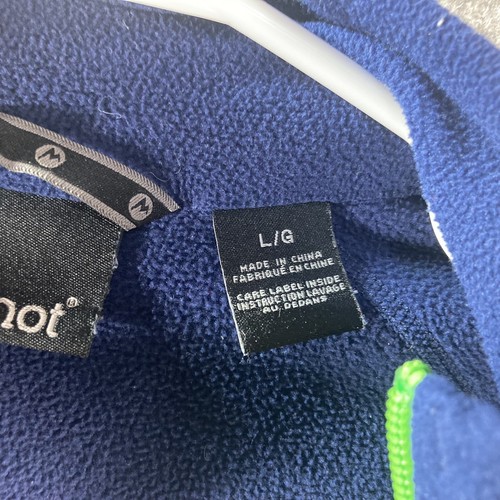 L/G
MADE IN CHINA
FABRIQUÉ EN CHINE
CARE LABEL INSIDE
INSTRUCTION LAVAGE
AU, DEDANS
not®
M M